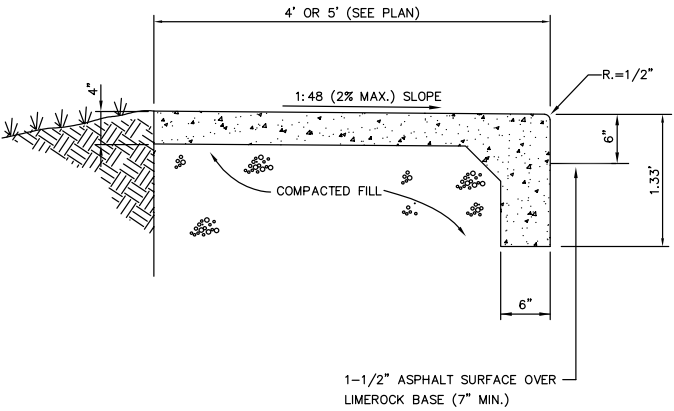 4' OR 5' (SEE PLAN)
R.=1/2"
4"
1:48 (2% MAX.) SLOPE
6"
1.33'
COMPACTED FILL
6"
1-1/2" ASPHALT SURFACE OVER
LIMEROCK BASE (7" MIN.)